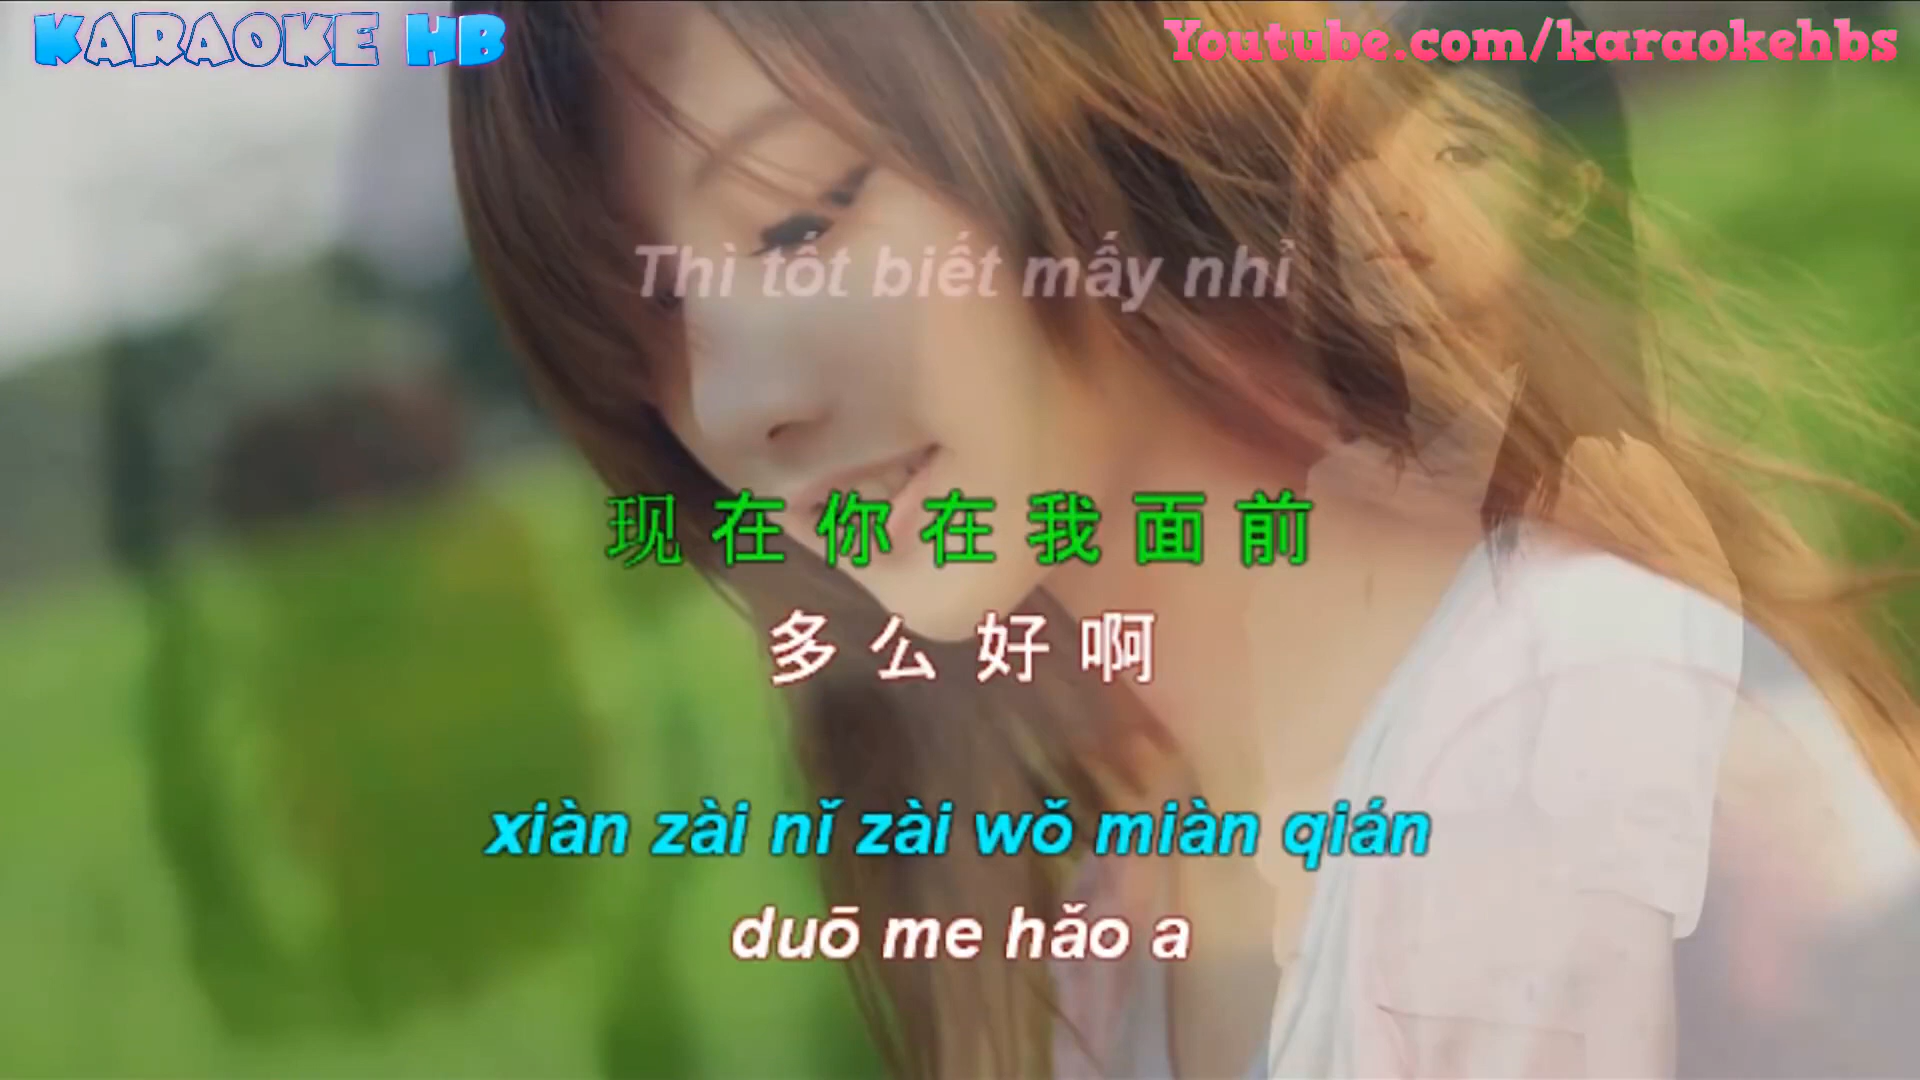 KARAOKE HB
Youtube.com/karaokehbs
Thì tốt biết mấy nhỉ
现在你在我面前
多么好啊
xiàn zài nǐ zài wǒ miàn qián
duō me hǎo a